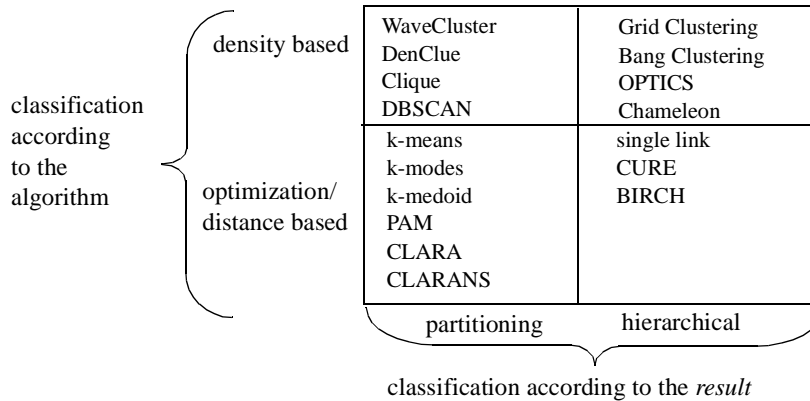 density based
WaveCluster
DenClue
Clique
DBSCAN
Grid Clustering
Bang Clustering
OPTICS
Chameleon
classification
according
to the
algorithm
optimization/
distance based
k-means
k-modes
k-medoid
PAM
CLARA
CLARANS
single link
CURE
BIRCH
partitioning
hierarchical
classification according to the result